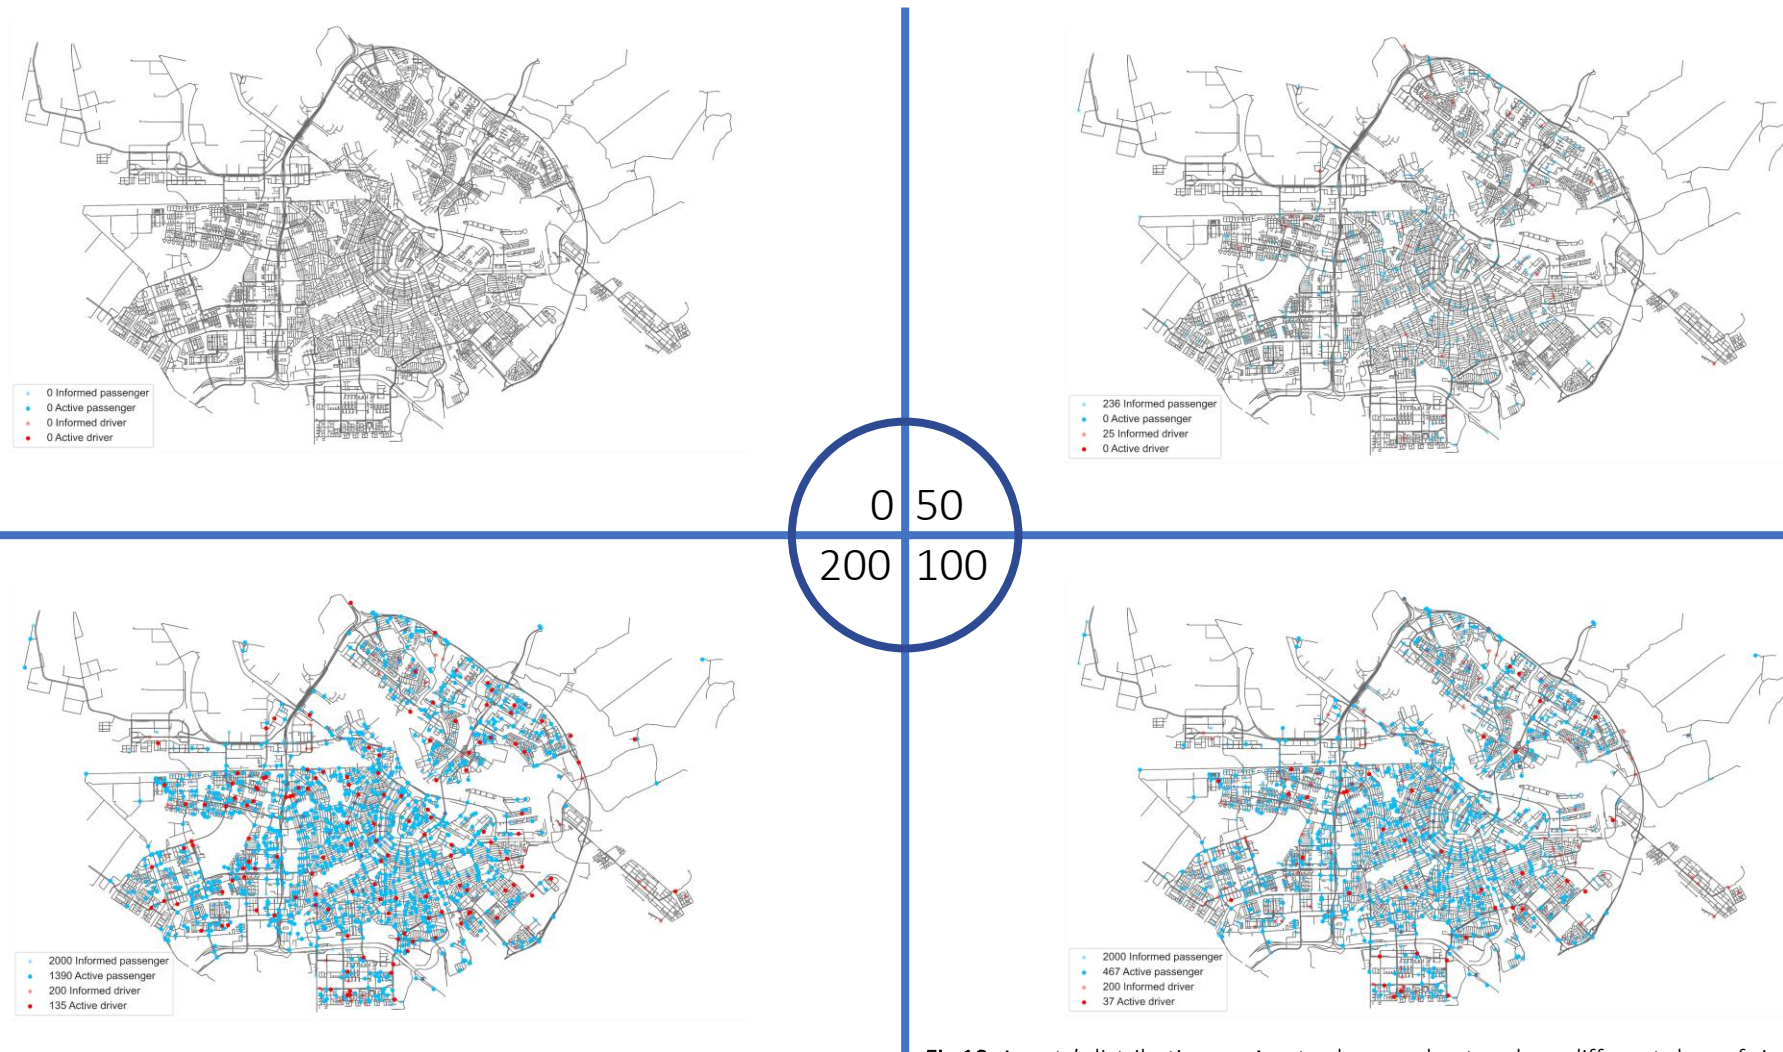 0 Informed passenger
0 Active passenger
0 Informed driver
0 Active driver
236 Informed passenger
0 Active passenger
25 Informed driver
0 Active driver
0 50
200 100
2000 Informed passenger
1390 Active passenger
200 Informed driver
135 Active driver
2000 Informed passenger
467 Active passenger
200 Informed driver
37 Active driver